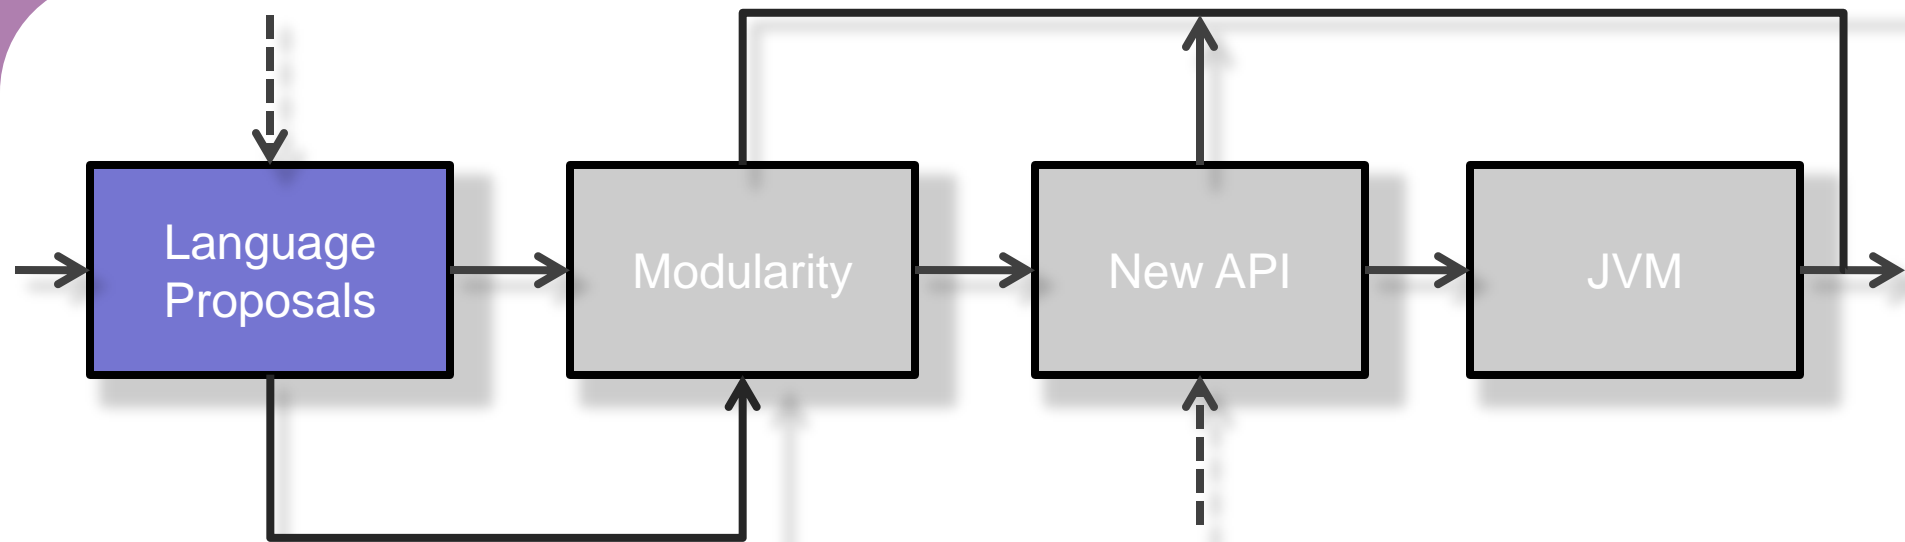 Language
Proposals
Modularity
New API
JVM